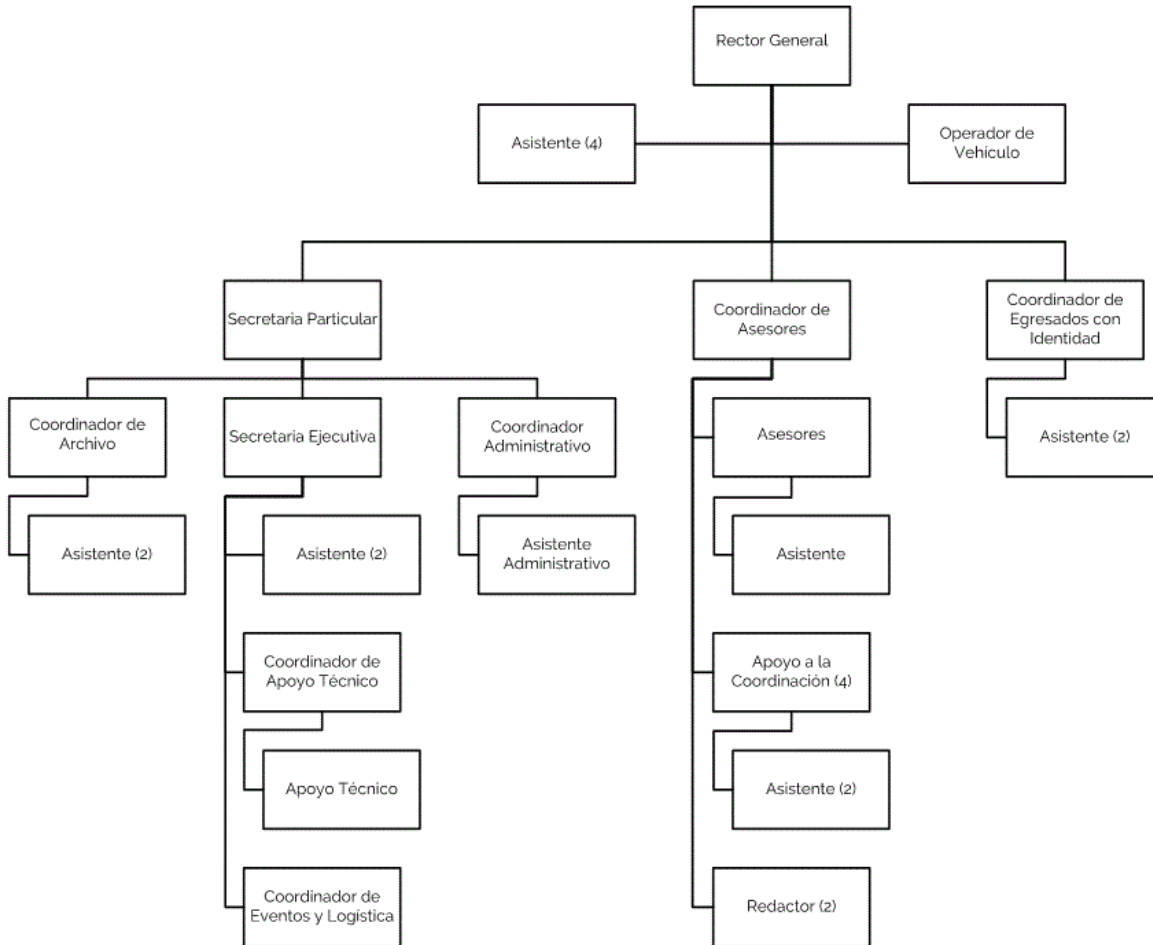 Rector General
Asistente (4)
Operador de
Vehículo
Secretaria Particular
Coordinador de
Asesores
Coordinador de
Egresados con
Identidad
Coordinador de
Archivo
Secretaria Ejecutiva
Coordinador
Administrativo
Asesores
Asistente (2)
Asistente (2)
Asistente (2)
Asistente
Administrativo
Asistente
Coordinador de
Apoyo Técnico
Apoyo a la
Coordinación (4)
Apoyo Técnico
Asistente (2)
Coordinador de
Eventos y Logística
Redactor (2)